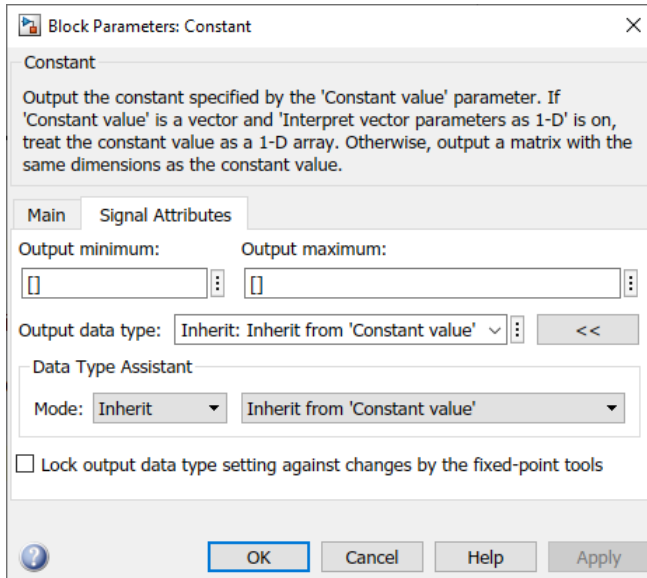 Block Parameters: Constant
Constant
Output the constant specified by the 'Constant value' parameter. If
'Constant value' is a vector and 'Interpret vector parameters as 1-D' is on,
treat the constant value as a 1-D array. Otherwise, output a matrix with the
same dimensions as the constant value.
Main Signal Attributes
Output minimum: Output maximum:
[] []
Output data type: Inherit: Inherit from 'Constant value' <<
Data Type Assistant
Mode: Inherit Inherit from 'Constant value'
Lock output data type setting against changes by the fixed-point tools
? OK Cancel Help Apply